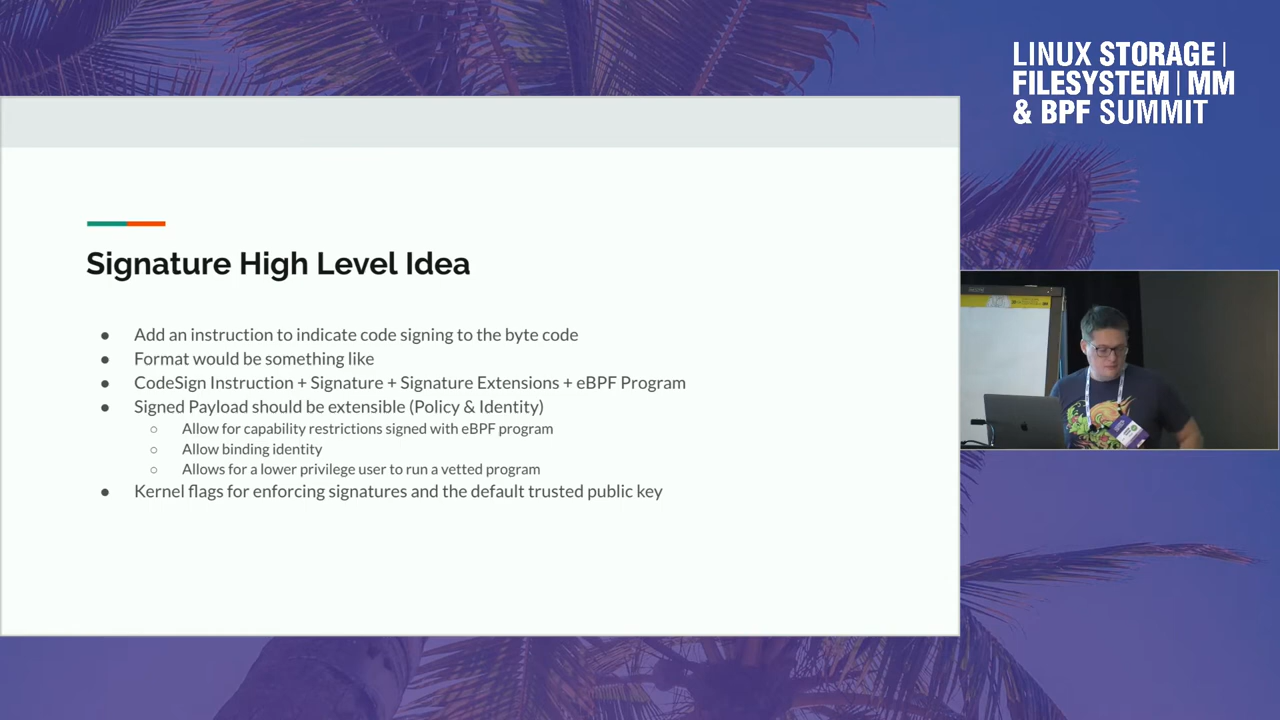 LINUX STORAGE |
FILESYSTEM | MM
& BPF SUMMIT
Signature High Level Idea
● Add an instruction to indicate code signing to the byte code
● Format would be something like
● CodeSign Instruction + Signature + Signature Extensions + eBPF Program
● Signed Payload should be extensible (Policy & Identity)
○ Allow for capability restrictions signed with eBPF program
○ Allow binding identity
○ Allows for a lower privilege user to run a vetted program
● Kernel flags for enforcing signatures and the default trusted public key